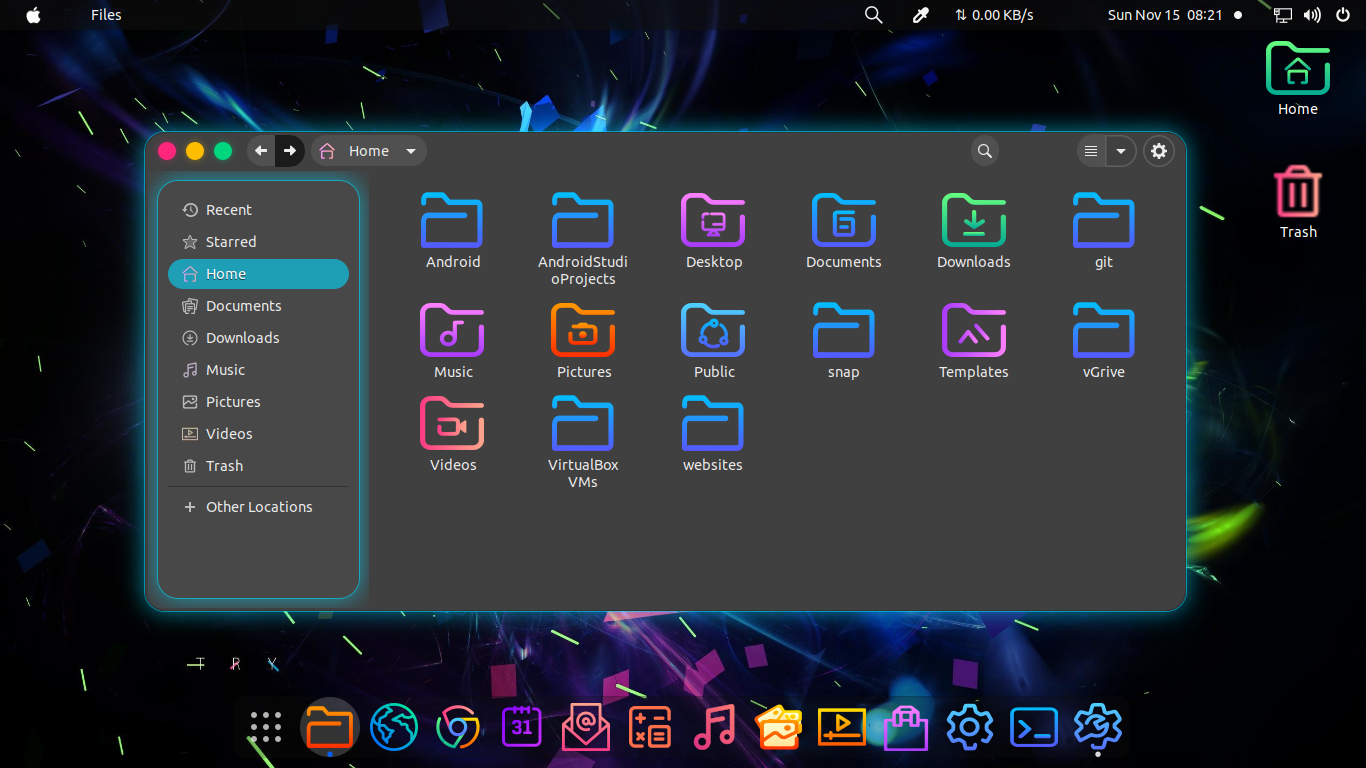 Files
⇅ 0.00 KB/s
Sun Nov 15 08:21
Home
Trash
Home
Recent
Starred
Home
Documents
Downloads
Music
Pictures
Videos
Trash
+ Other Locations
Android
AndroidStudi
oProjects
Desktop
Documents
Downloads
git
Music
Pictures
Public
snap
Templates
vGrive
Videos
VirtualBox
VMs
websites
T R Y
31
@